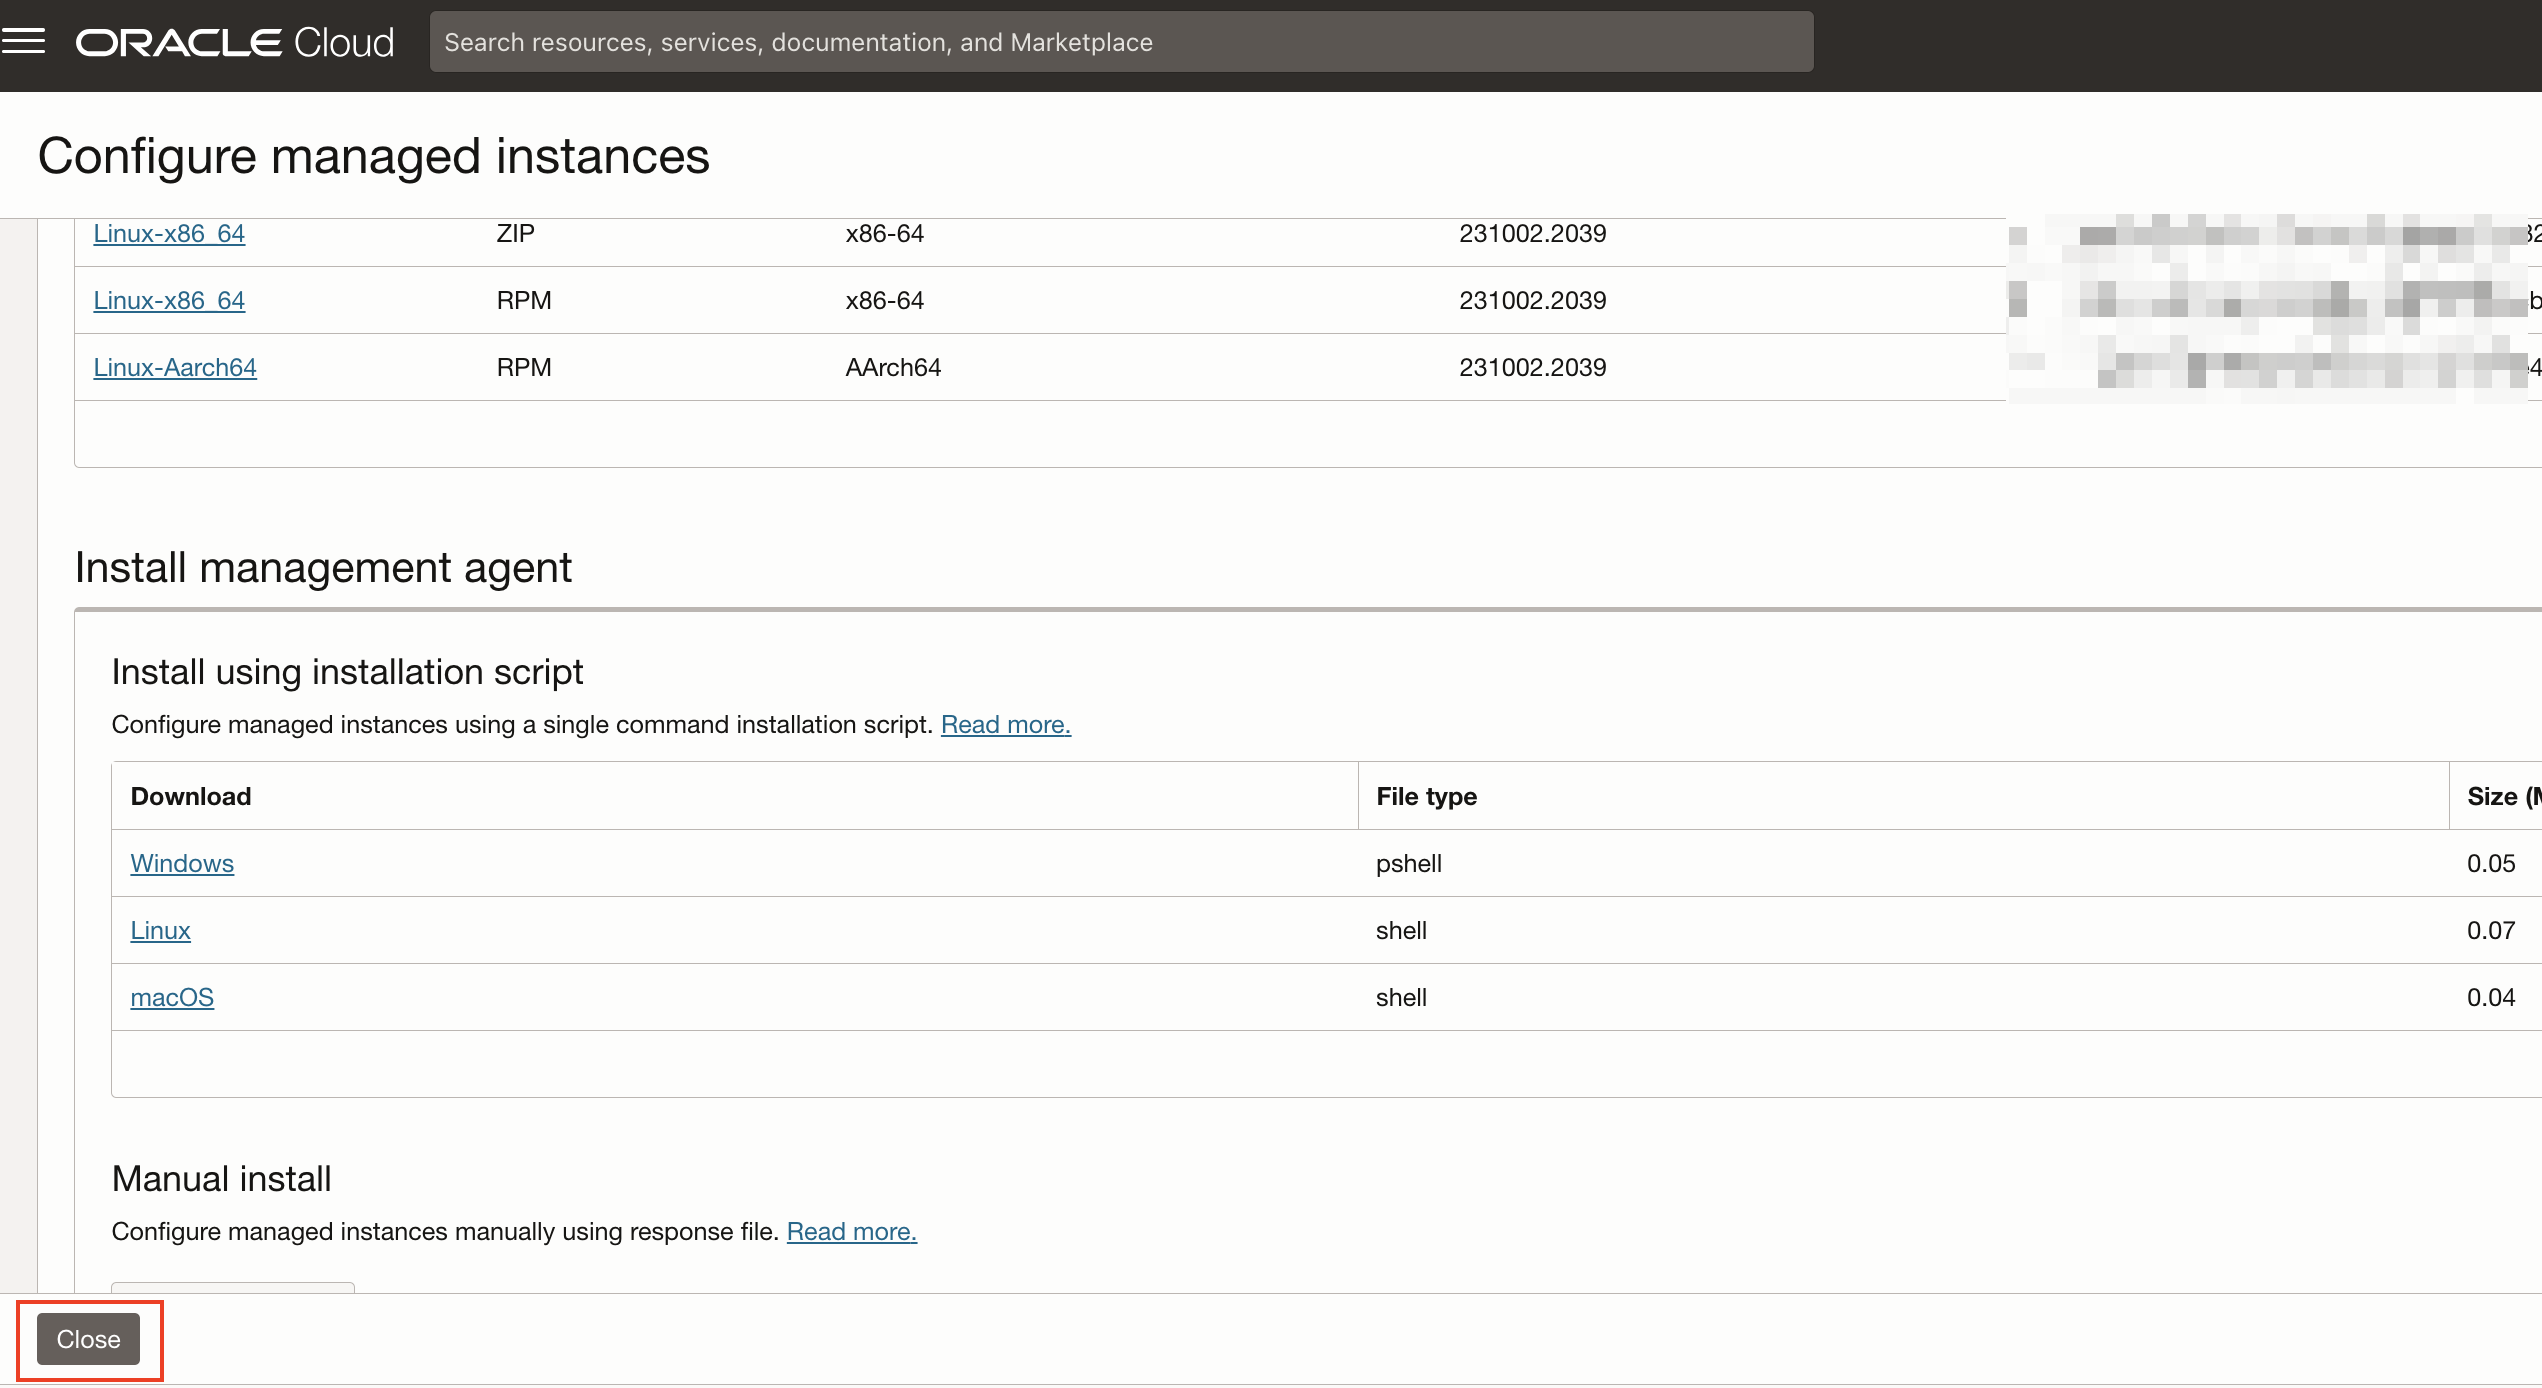 ORACLE Cloud Search resources, services, documentation, and Marketplace
Configure managed instances
Linux-x86_64 ZIP x86-64 231002.2039
Linux-x86_64 RPM x86-64 231002.2039
Linux-Aarch64 RPM AArch64 231002.2039
Install management agent
Install using installation script
Configure managed instances using a single command installation script. Read more.
Download File type Size
Windows pshell 0.05
Linux shell 0.07
macOS shell 0.04
Manual install
Configure managed instances manually using response file. Read more.
Close